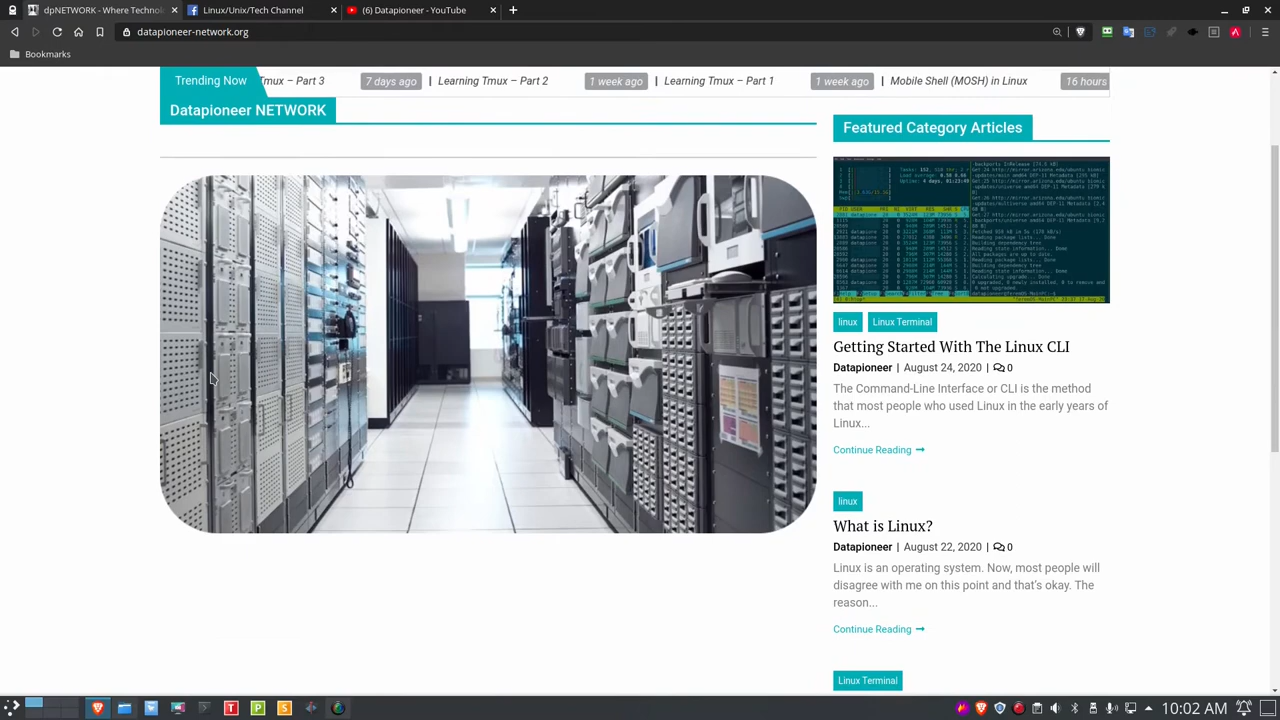 dpNETWORK - Where Technol
Linux/Unix/Tech Channel
(6) Datapioneer - YouTube
datapioneer-network.org
Bookmarks
Trending Now
Tmux – Part 3
7 days ago
Learning Tmux – Part 2
1 week ago
Learning Tmux – Part 1
1 week ago
Mobile Shell (MOSH) in Linux
16 hours
Datapioneer NETWORK
Featured Category Articles
linux
Linux Terminal
Getting Started With The Linux CLI
Datapioneer | August 24, 2020 | 0
The Command-Line Interface or CLI is the method
that most people who used Linux in the early years of
Linux...
Continue Reading
linux
What is Linux?
Datapioneer | August 22, 2020 | 0
Linux is an operating system. Now, most people will
disagree with me on this point and that's okay. The
reason...
Continue Reading
Linux Terminal
10:02 AM